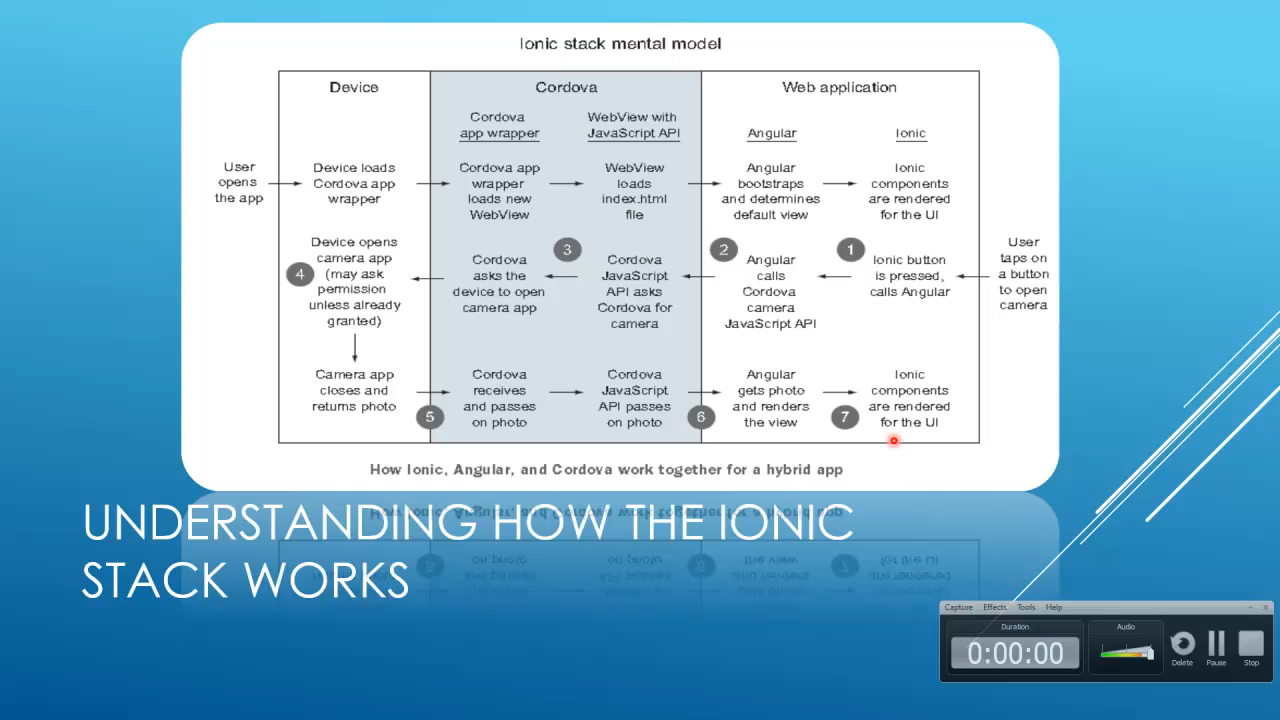 Ionic stack mental model
Device
Cordova
Web application
Cordova
app wrapper
WebView with
JavaScript API
Angular
Ionic
User
opens
the app
Device loads
Cordova app
wrapper
Cordova app
wrapper
loads new
WebView
WebView
loads
index.html
file
Angular
bootstraps
and determines
default view
Ionic
components
are rendered
for the UI
User
taps on
a button
to open
camera
1
Ionic button
is pressed,
calls Angular
2
Angular
calls
Cordova
camera
JavaScript API
3
Cordova
JavaScript
API asks
Cordova for
camera
Cordova
asks the
device to open
camera app
4
Device opens
camera app
(may ask
permission
unless already
granted)
Camera app
closes and
returns photo
5
Cordova
receives
and passes
on photo
Cordova
JavaScript
API passes
on photo
6
Angular
gets photo
and renders
the view
7
Ionic
components
are rendered
for the UI
How Ionic, Angular, and Cordova work together for a hybrid app
UNDERSTANDING HOW THE IONIC
STACK WORKS
Capture Effects Tools Help
Duration
0:00:00
Audio
Delete
Pause
Stop